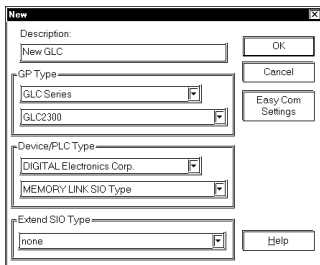 New
Description:
New GLC
OK
GP Type
Cancel
GLC Series
GLC2300
Easy Com
Settings
Device/PLC Type
DIGITAL Electronics Corp.
MEMORY LINK SIO Type
Extend SIO Type
none
Help